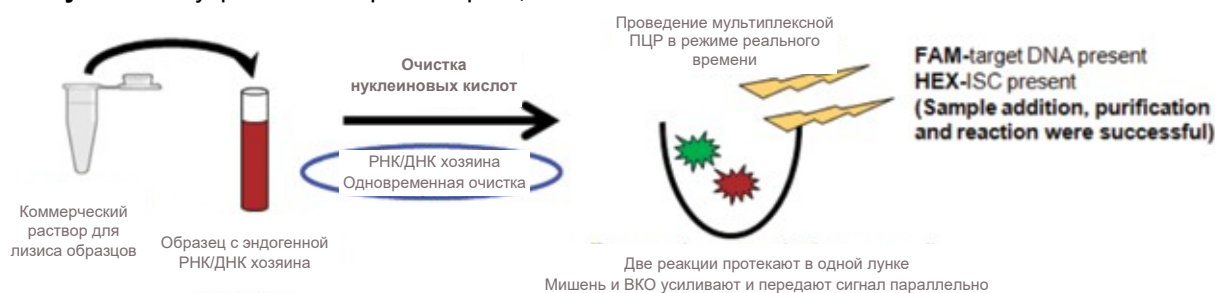 Проведение мультиплексной
ПЦР в режиме реального
времени
FAM-target DNA present
HEX-ISC present
(Sample addition, purification
and reaction were successful)
Очистка
нуклеиновых кислот
РНК/ДНК хозяина
Одновременная очистка
Коммерческий
раствор для
лизиса образцов
Образец с эндогенной
РНК/ДНК хозяина
Две реакции протекают в одной лунке
Мишень и ВКО усиливают и передают сигнал параллельно